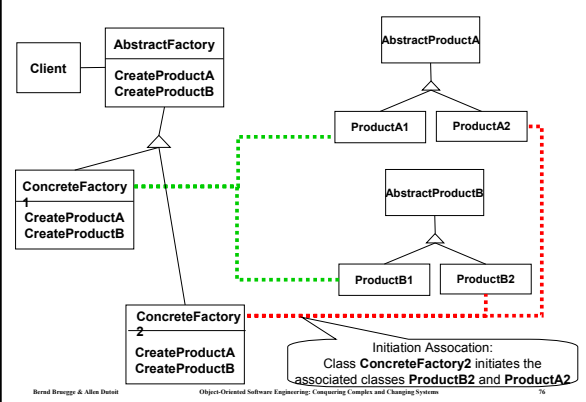 AbstractFactory
CreateProductA
CreateProductB
Client
AbstractProductA
ProductA1
ProductA2
ConcreteFactory
1
CreateProductA
CreateProductB
AbstractProductB
ProductB1
ProductB2
ConcreteFactory
2
CreateProductA
CreateProductB
Initiation Assocation:
Class ConcreteFactory2 initiates the
associated classes ProductB2 and ProductA2
Bernd Bruegge & Allen Dutoit Object-Oriented Software Engineering: Conquering Complex and Changing Systems 76